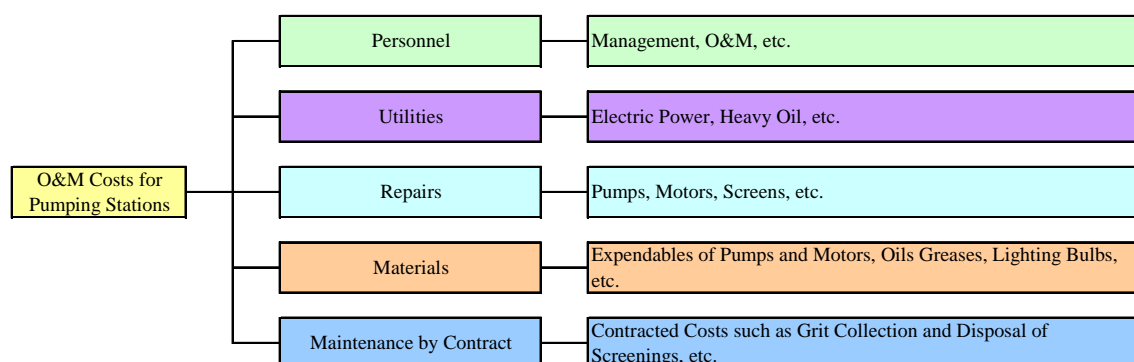 Personnel
Management, O&M, etc.
Utilities
Electric Power, Heavy Oil, etc.
O&M Costs for
Pumping Stations
Repairs
Pumps, Motors, Screens, etc.
Materials
Expendables of Pumps and Motors, Oils Greases, Lighting Bulbs,
etc.
Maintenance by Contract
Contracted Costs such as Grit Collection and Disposal of
Screenings, etc.